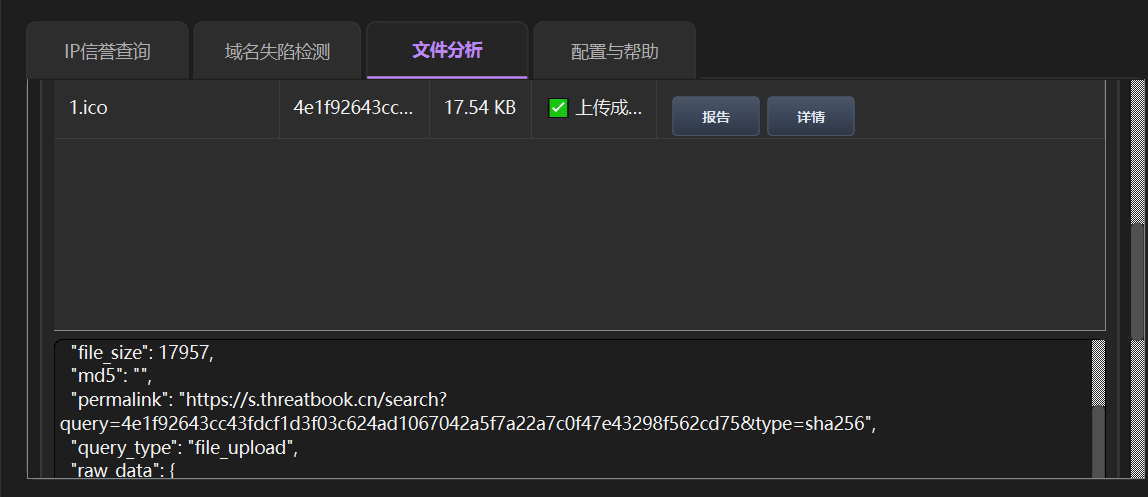 IP信誉查询
域名失陷检测
文件分析
配置与帮助
1.ico
4e1f92643cc...
17.54 KB
✅ 上传成...
报告
详情
"file_size": 17957,
"md5": "",
"permalink": "https://s.threatbook.cn/search?
query=4e1f92643cc43fdcf1d3f03c624ad1067042a5f7a22a7c0f47e43298f562cd75&type=sha256",
"query_type": "file_upload",
"raw_data": {